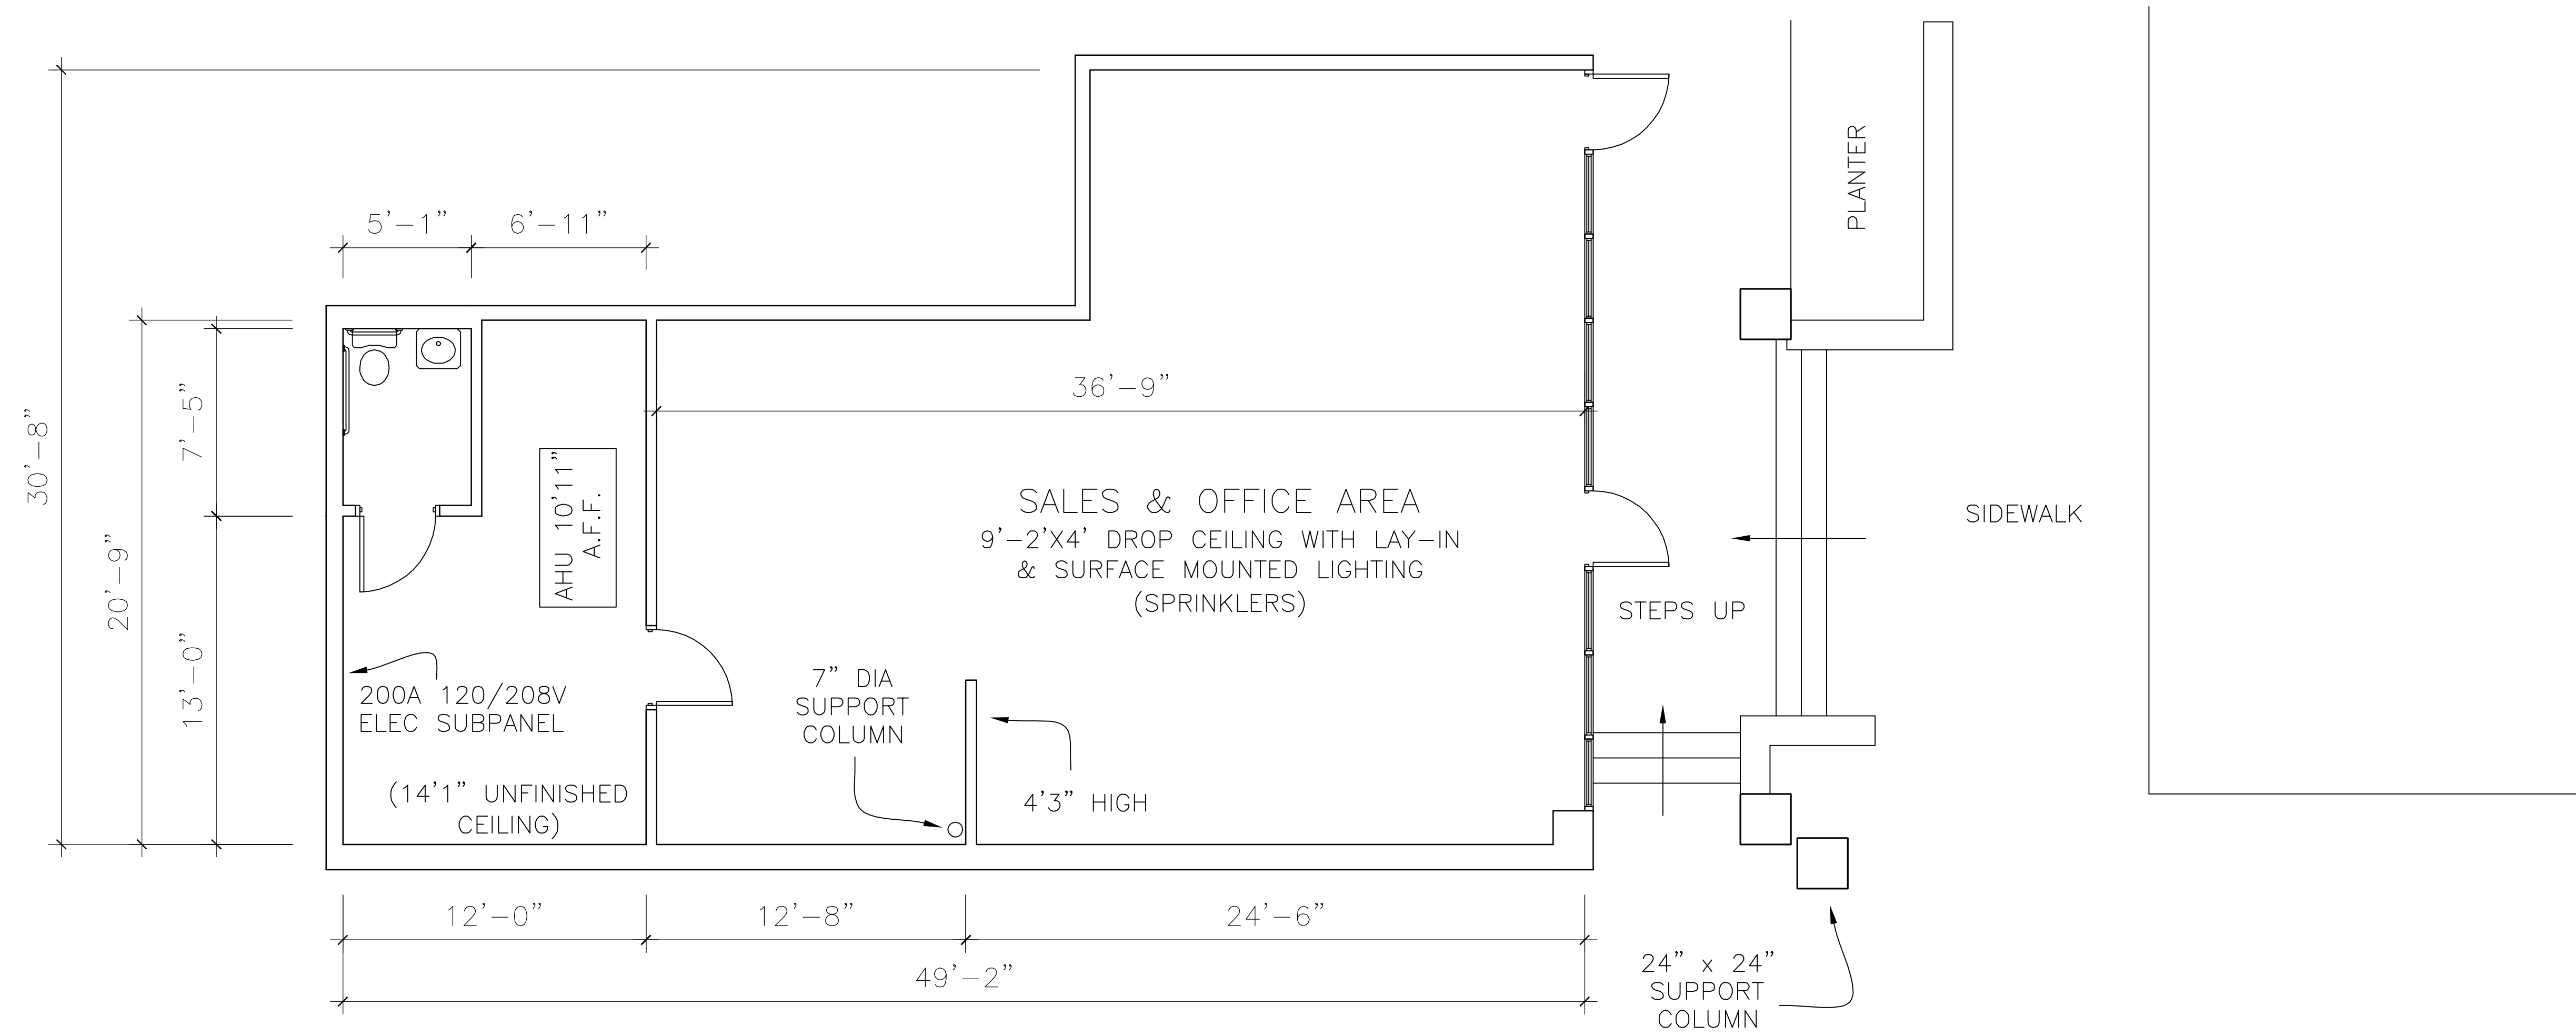 PLANTER
5'-1"
6'-11"
30'-8"
20'-9"
7'-5"
13'-0"
36'-9"
AHU 10'11"
A.F.F.
SALES & OFFICE AREA
9'-2'X4' DROP CEILING WITH LAY-IN
& SURFACE MOUNTED LIGHTING
(SPRINKLERS)
SIDEWALK
STEPS UP
200A 120/208V
ELEC SUBPANEL
7" DIA
SUPPORT
COLUMN
(14'1" UNFINISHED
CEILING)
4'3" HIGH
12'-0"
12'-8"
24'-6"
49'-2"
24" x 24"
SUPPORT
COLUMN